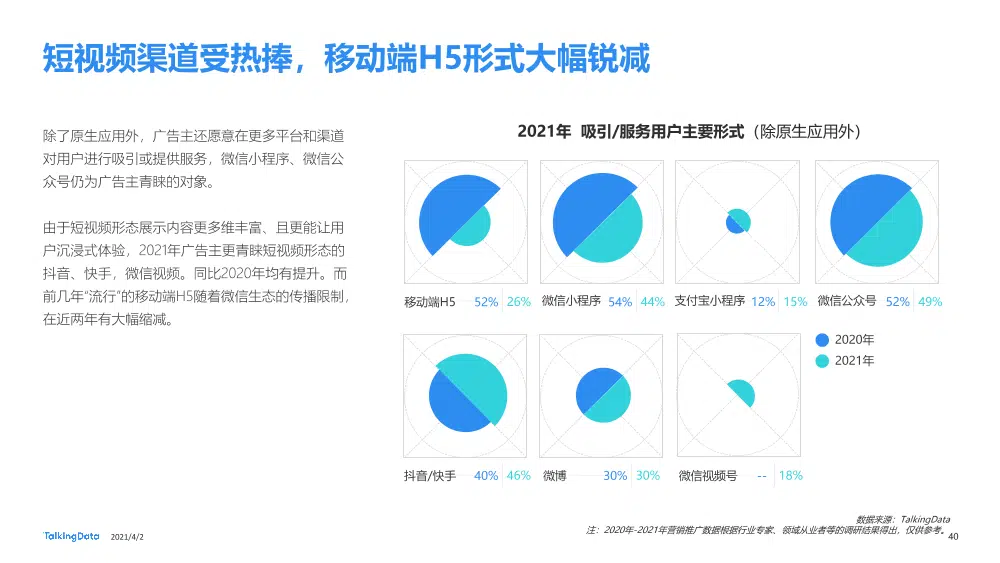 短视频渠道受热捧，移动端H5形式大幅锐减
除了原生应用外，广告主还愿意在更多平台和渠道
对用户进行吸引或提供服务，微信小程序、微信公
众号仍为广告主青睐的对象。
由于短视频形态展示内容更多维丰富、且更能让用
户沉浸式体验，2021年广告主更青睐短视频形态的
抖音、快手，微信视频。同比2020年均有提升。而
前几年“流行”的移动端H5随着微信生态的传播限制，
在近两年有大幅缩减。
2021年 吸引/服务用户主要形式（除原生应用外）
移动端H5 52% 26%
微信小程序 54% 44%
支付宝小程序 12% 15%
微信公众号 52% 49%
2020年
2021年
抖音/快手 40% 46%
微博 30% 30%
微信视频号 -- 18%
数据来源：TalkingData
注：2020年-2021年营销推广数据根据行业专家、领域从业者等的调研结果得出，仅供参考。
TalkingData 2021/4/2
40